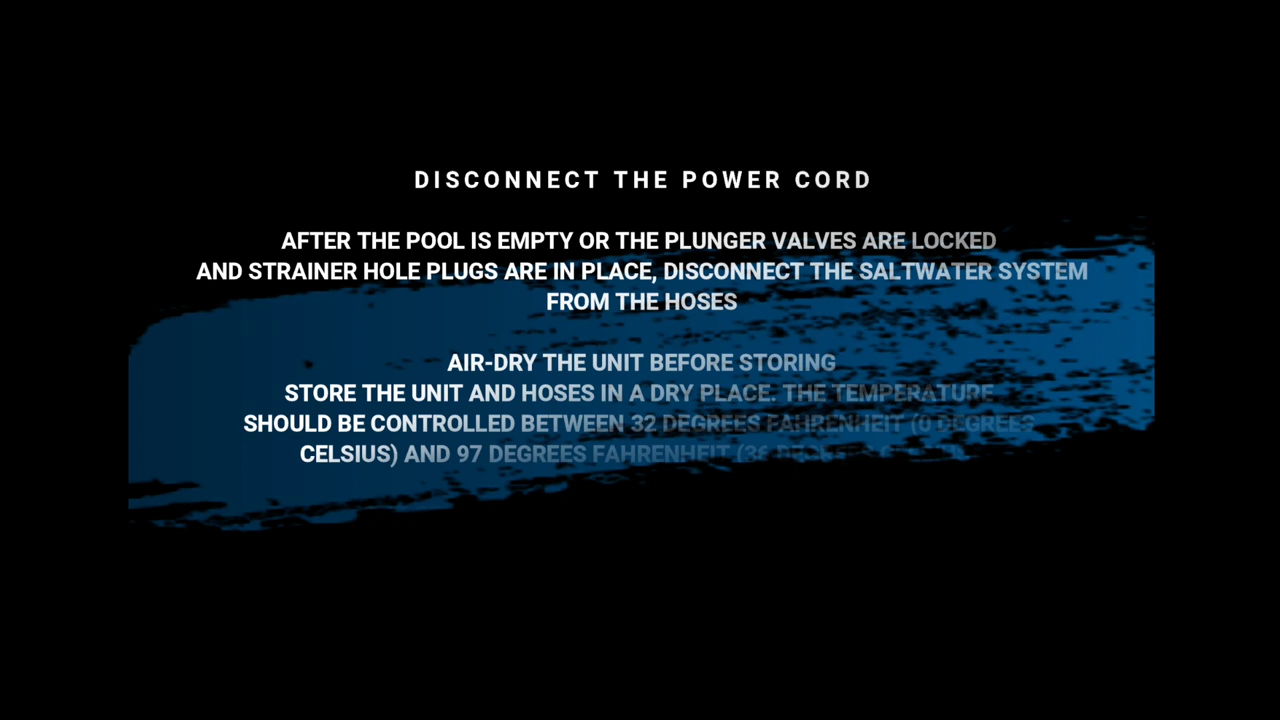 DISCONNECT THE POWER CORD
AFTER THE POOL IS EMPTY OR THE PLUNGER VALVES ARE LOCKED
AND STRAINER HOLE PLUGS ARE IN PLACE, DISCONNECT THE SALTWATER SYSTEM
FROM THE HOSES
AIR-DRY THE UNIT BEFORE STORING
STORE THE UNIT AND HOSES IN A DRY PLACE. THE TEMPERATURE
SHOULD BE CONTROLLED BETWEEN 32 DEGREES FAHRENHEIT (0 DEGREES
CELSIUS) AND 97 DEGREES FAHRENHEIT (36